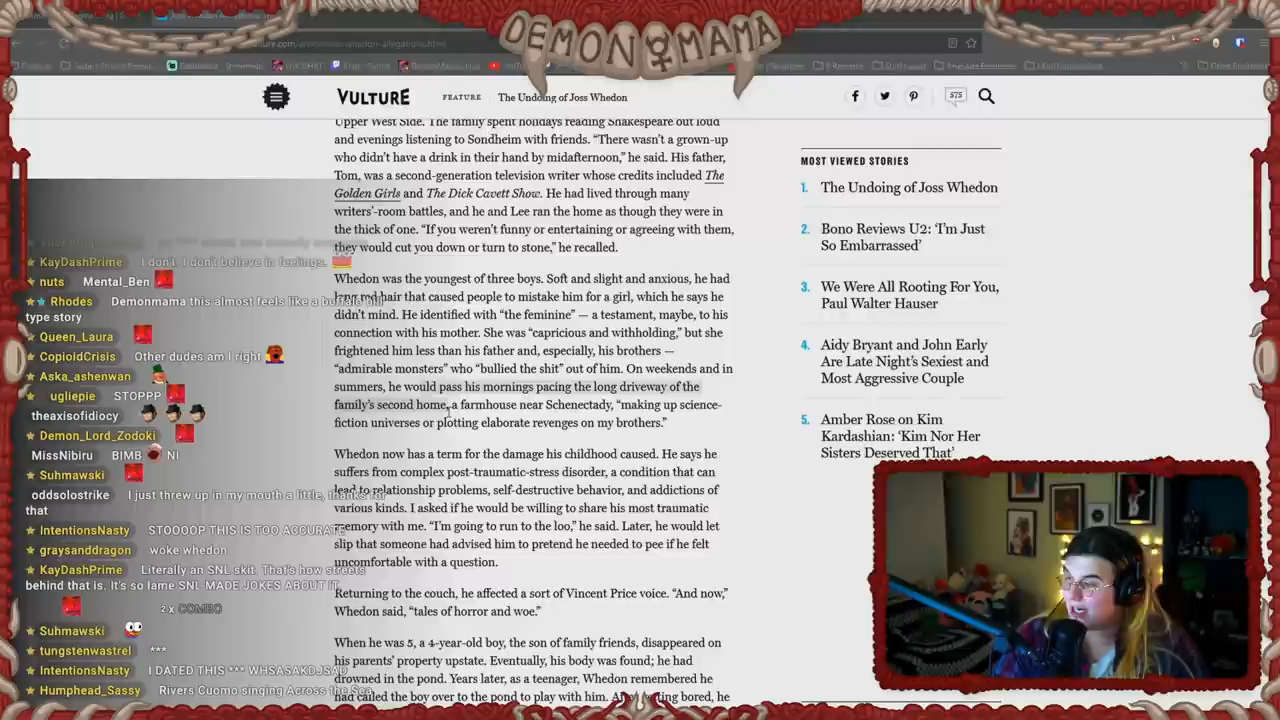 DEMON MAMA
VULTURE
FEATURE
The Undoing of Joss Whedon
575
Upper West Side. The family spent holidays reading Shakespeare out loud
and evenings listening to Sondheim with friends. “There wasn’t a grown-up
who didn’t have a drink in their hand by midafternoon,” he said. His father,
Tom, was a second-generation television writer whose credits included The
Golden Girls and The Dick Cavett Show. He had lived through many
writers’-room battles, and he and Lee ran the home as though they were in
the thick of one. “If you weren’t funny or entertaining or agreeing with them,
they would cut you down or turn to stone,” he recalled.
Whedon was the youngest of three boys. Soft and slight and anxious, he had
long red hair that caused people to mistake him for a girl, which he says he
didn’t mind. He identified with “the feminine” — a testament, maybe, to his
connection with his mother. She was “capricious and withholding,” but she
frightened him less than his father and, especially, his brothers —
“admirable monsters” who “bullied the shit” out of him. On weekends and in
summers, he would pass his mornings pacing the long driveway of the
family’s second home, a farmhouse near Schenectady, “making up science-
fiction universes or plotting elaborate revenges on my brothers.”
Whedon now has a term for the damage his childhood caused. He says he
suffers from complex post-traumatic-stress disorder, a condition that can
lead to relationship problems, self-destructive behavior, and addictions of
various kinds. I asked if he would be willing to share his most traumatic
memory with me. “I’m going to run to the loo,” he said. Later, he would let
slip that someone had advised him to pretend he needed to pee if he felt
uncomfortable with a question.
Returning to the couch, he affected a sort of Vincent Price voice. “And now,”
Whedon said, “tales of horror and woe.”
When he was 5, a 4-year-old boy, the son of family friends, disappeared on
his parents’ property upstate. Eventually, his body was found; he had
drowned in the pond. Years later, as a teenager, Whedon remembered he
had called the boy over to the pond to play with him. After getting bored, he
MOST VIEWED STORIES
1. The Undoing of Joss Whedon
2. Bono Reviews U2: ‘I’m Just
So Embarrassed’
3. We Were All Rooting For You,
Paul Walter Hauser
4. Aidy Bryant and John Early
Are Late Night’s Sexiest and
Most Aggressive Couple
5. Amber Rose on Kim
Kardashian: ‘Kim Nor Her
Sisters Deserved That’
KayDashPrime I don't, I don't believe in feelings.
nuts Mental_Ben
Rhodes Demonmama this almost feels like a buffalo bill
type story
Queen_Laura
CopioidCrisis Other dudes am I right
Aska_ashenwan
ugliepie STOPPP
theaxisofidiocy
Demon_Lord_Zodoki
MissNibiru BIMB NI
Suhmawski
oddsolostrike I just threw up in my mouth a little, thanks for
that
IntentionsNasty STOOOOP THIS IS TOO ACCURATE
graysanddragon woke whedon
KayDashPrime Literally an SNL skit. That's how streets
behind that is. It's so lame SNL MADE JOKES ABOUT IT.
2 x COMBO
Suhmawski
tungstenwastrel ***
IntentionsNasty I DATED THIS *** WHSASAKDJSAD
Humphead_Sassy Rivers Cuomo singing Across the Sea